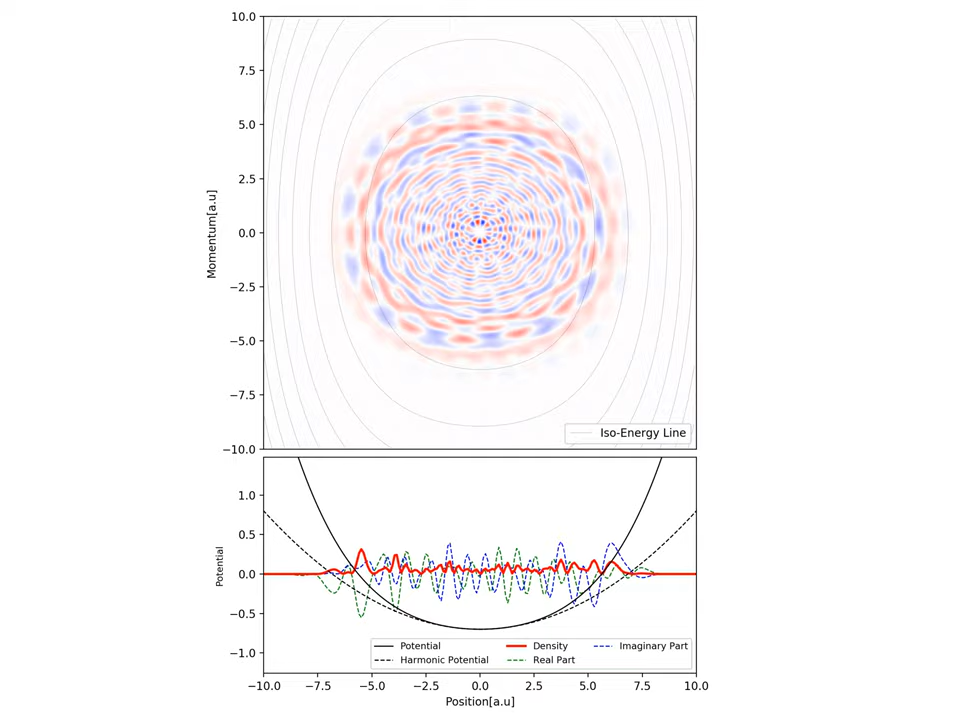 10.0
7.5
5.0
2.5
0.0
−2.5
−5.0
−7.5
−10.0
Momentum[a.u]
Iso-Energy Line
1.0
0.5
0.0
−0.5
−1.0
Potential
Potential
Harmonic Potential
Density
Real Part
Imaginary Part
−10.0 −7.5 −5.0 −2.5 0.0 2.5 5.0 7.5 10.0
Position[a.u]